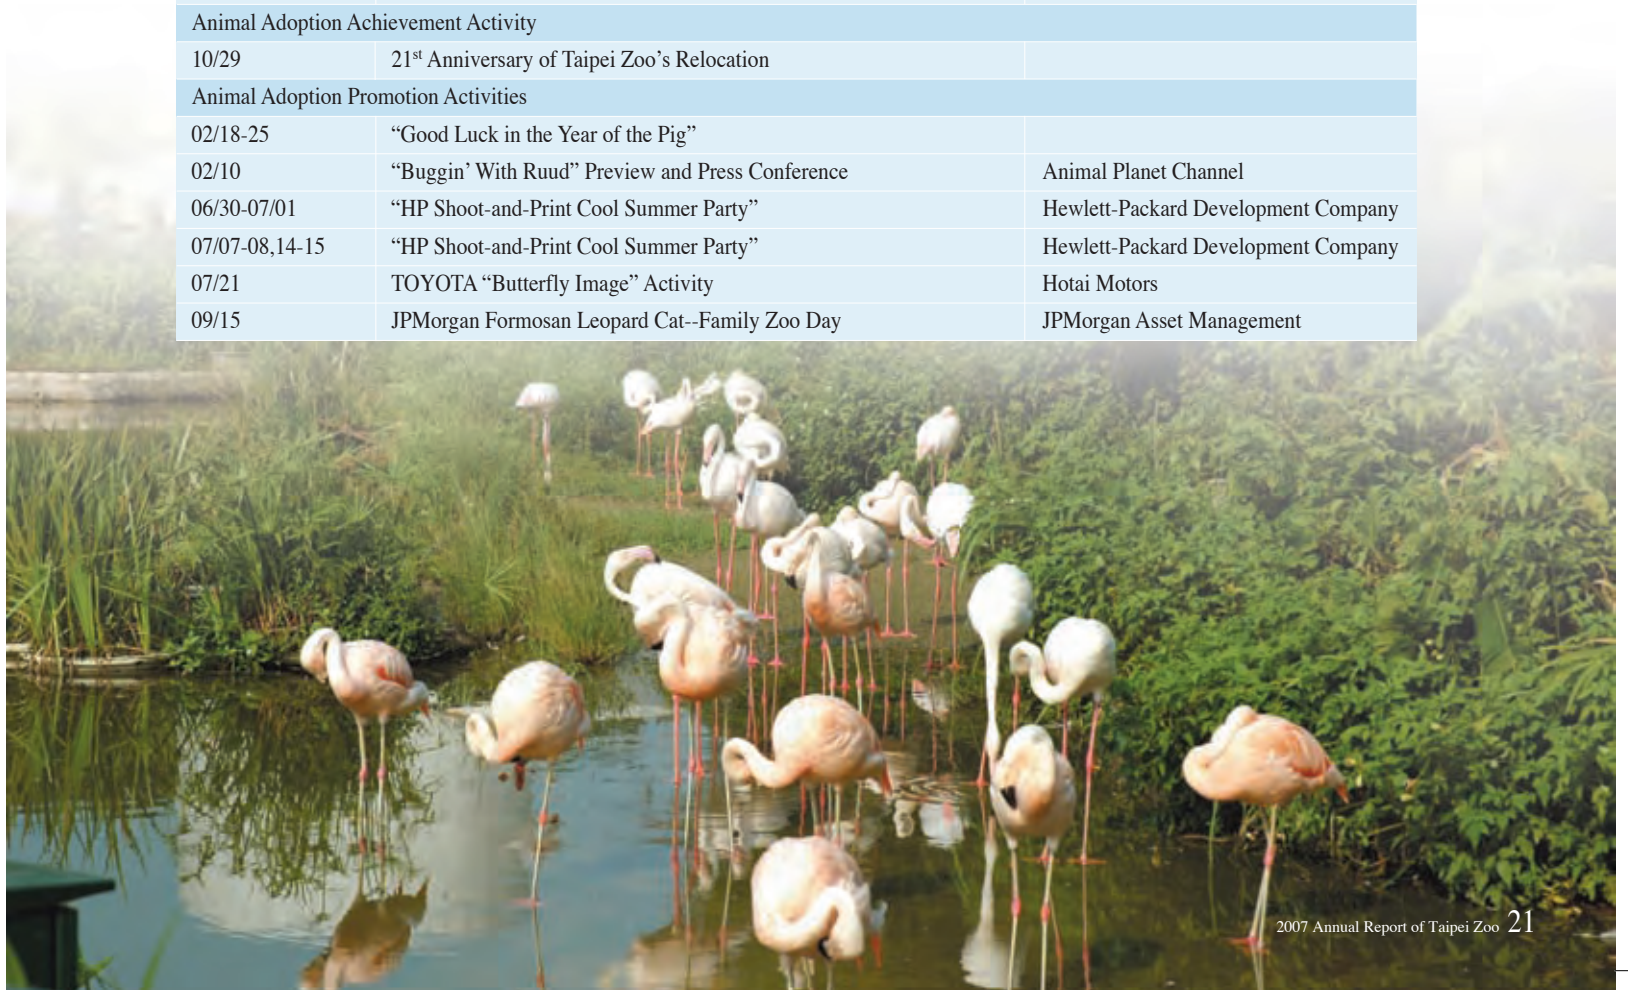 Animal Adoption Achievement Activity
10/29 21st Anniversary of Taipei Zoo’s Relocation
Animal Adoption Promotion Activities
02/18-25 “Good Luck in the Year of the Pig”
02/10 “Buggin’ With Ruud” Preview and Press Conference Animal Planet Channel
06/30-07/01 “HP Shoot-and-Print Cool Summer Party” Hewlett-Packard Development Company
07/07-08,14-15 “HP Shoot-and-Print Cool Summer Party” Hewlett-Packard Development Company
07/21 TOYOTA “Butterfly Image” Activity Hotai Motors
09/15 JPMorgan Formosan Leopard Cat--Family Zoo Day JPMorgan Asset Management
2007 Annual Report of Taipei Zoo 21